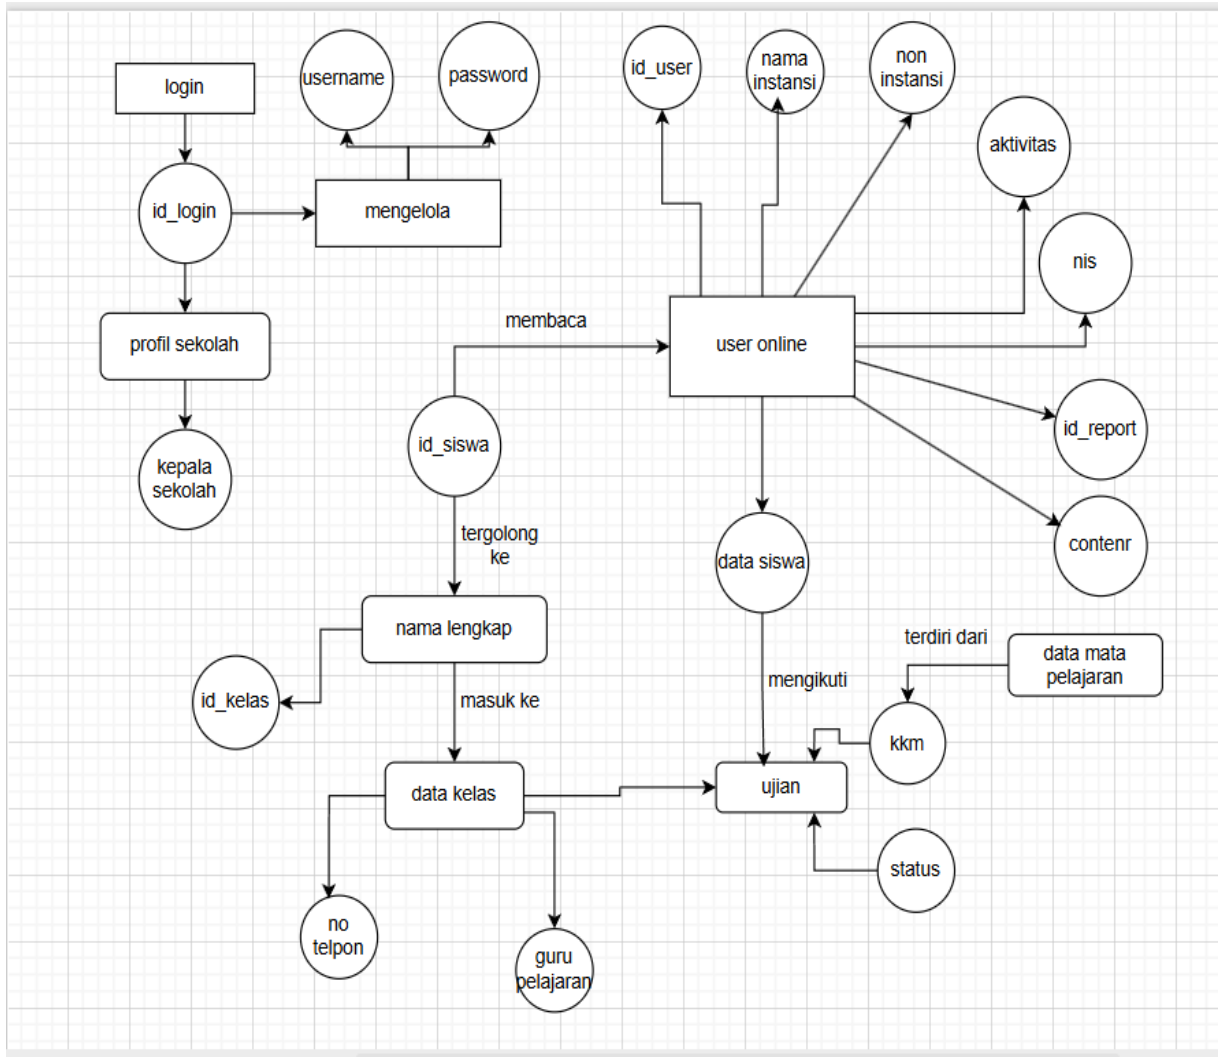 login
username
password
id_user
nama
instansi
non
instansi
aktivitas
id_login
mengelola
nis
profil sekolah
membaca
user online
id_siswa
id_report
kepala
sekolah
tergolong
ke
contenr
data siswa
nama lengkap
terdiri dari
data mata
pelajaran
id_kelas
masuk ke
mengikuti
kkm
data kelas
ujian
status
no
telpon
guru
pelajaran